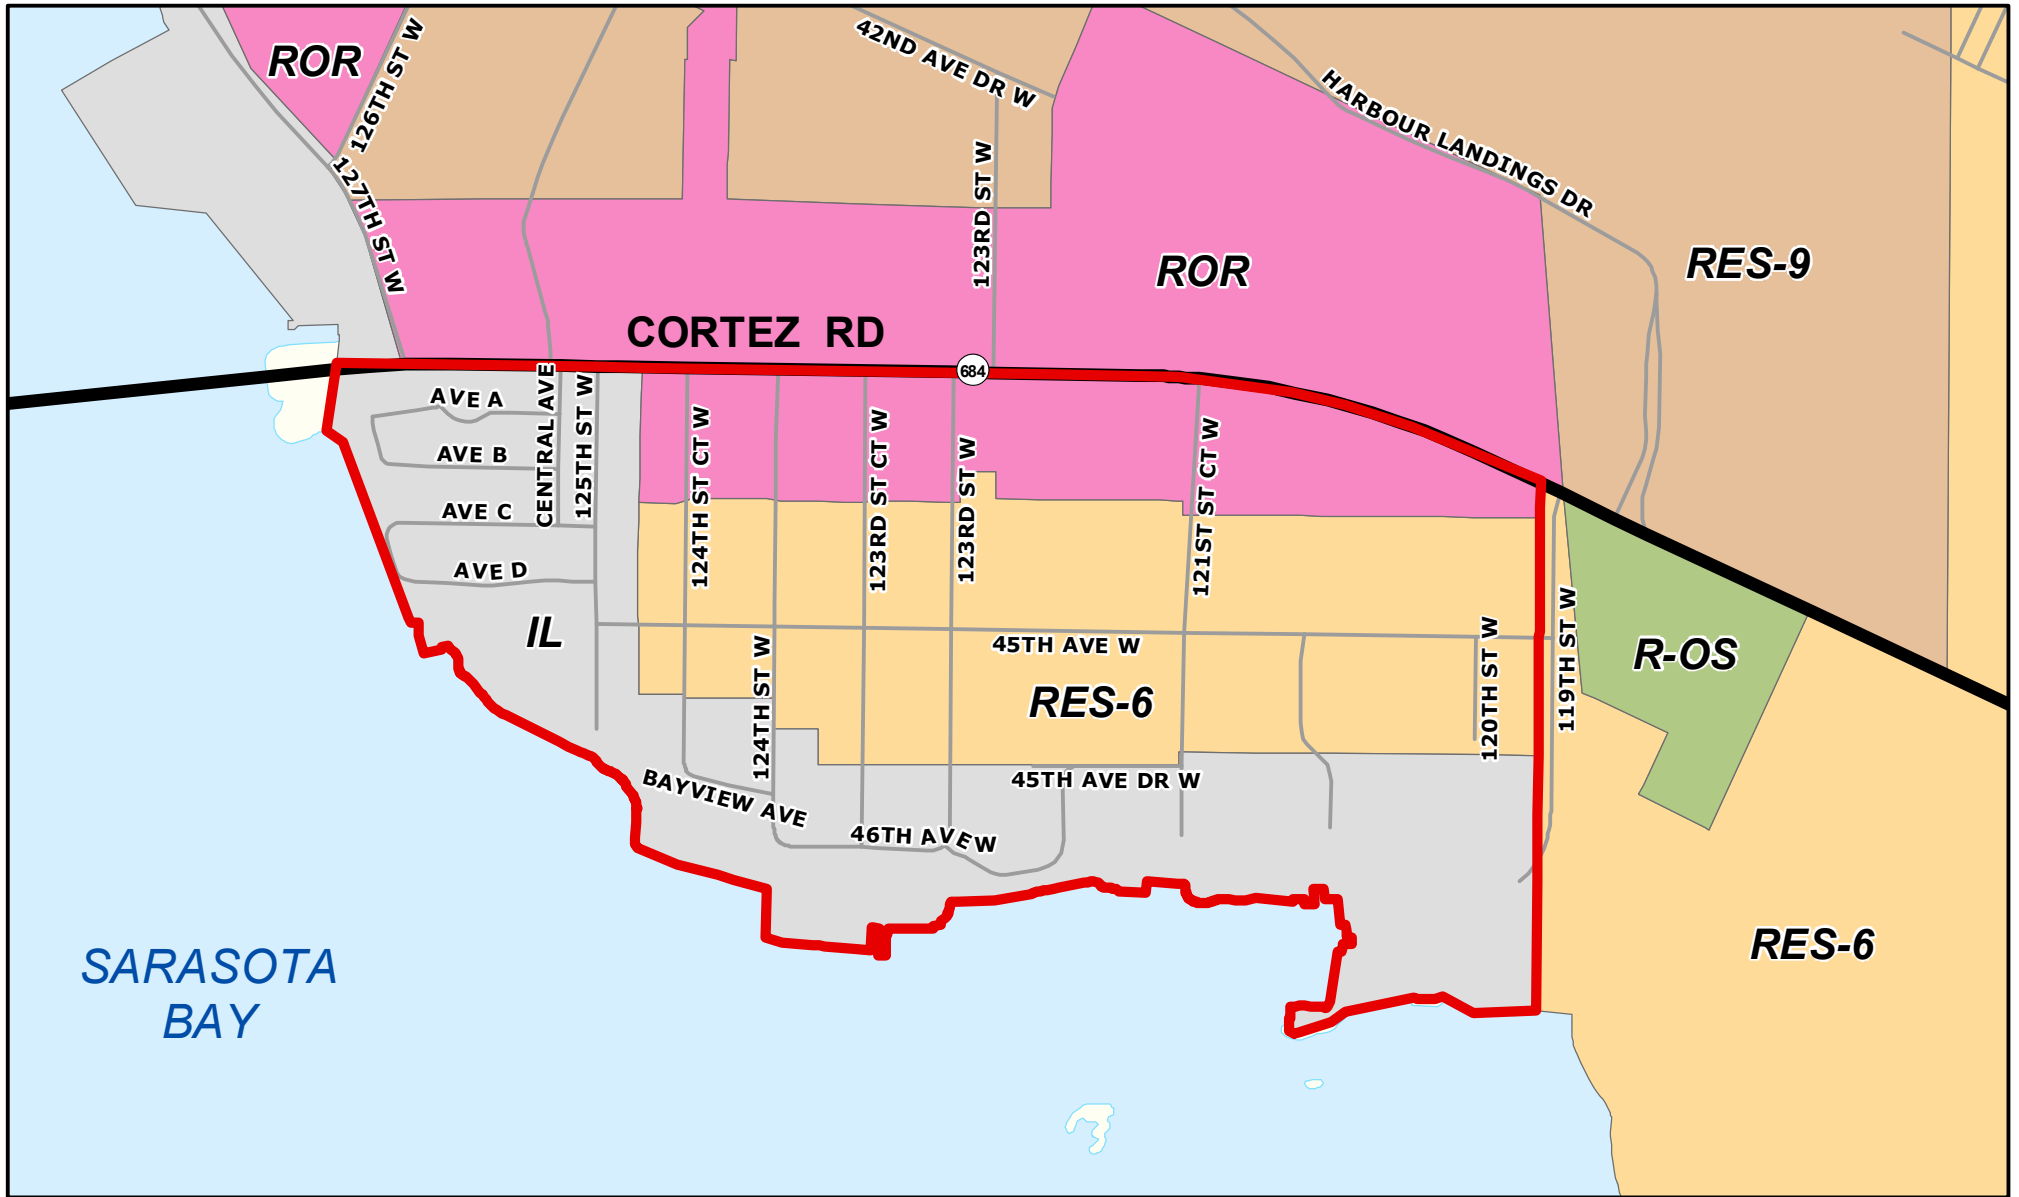 42ND AVE DR W
126TH ST W
ROR
HARBOUR LANDINGS DR
127TH ST W
123RD ST W
ROR
RES-9
CORTEZ RD
684
AVE A
CENTRAL AVE
125TH ST W
124TH ST CT W
123RD ST CT W
123RD ST W
121ST ST CT W
AVE B
AVE C
AVE D
IL
45TH AVE W
120TH ST W
119TH ST W
R-OS
124TH ST W
RES-6
BAYVIEW AVE
45TH AVE DR W
46TH AVE W
SARASOTA
BAY
RES-6